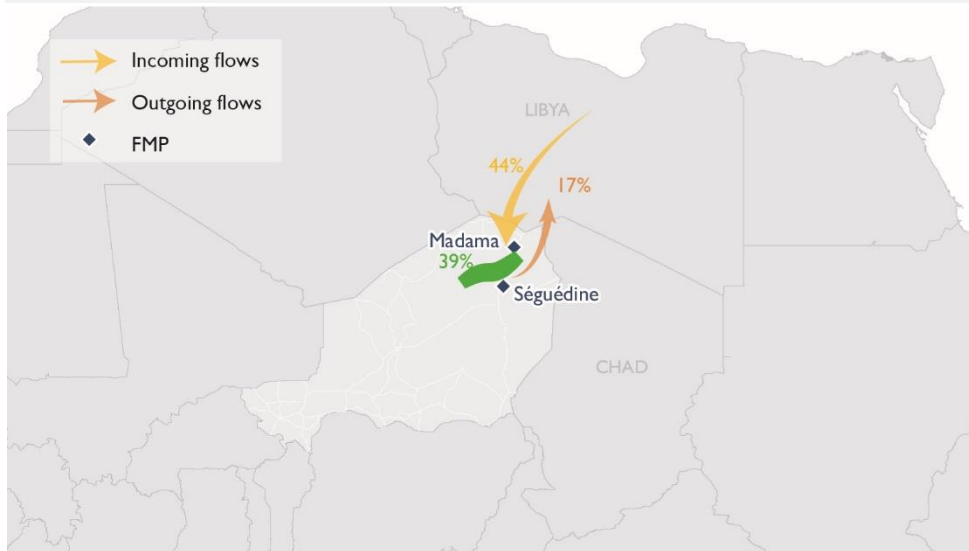 Incoming flows
Outgoing flows
FMP
LIBYA
44%
17%
Madama
39%
Séguédine
CHAD